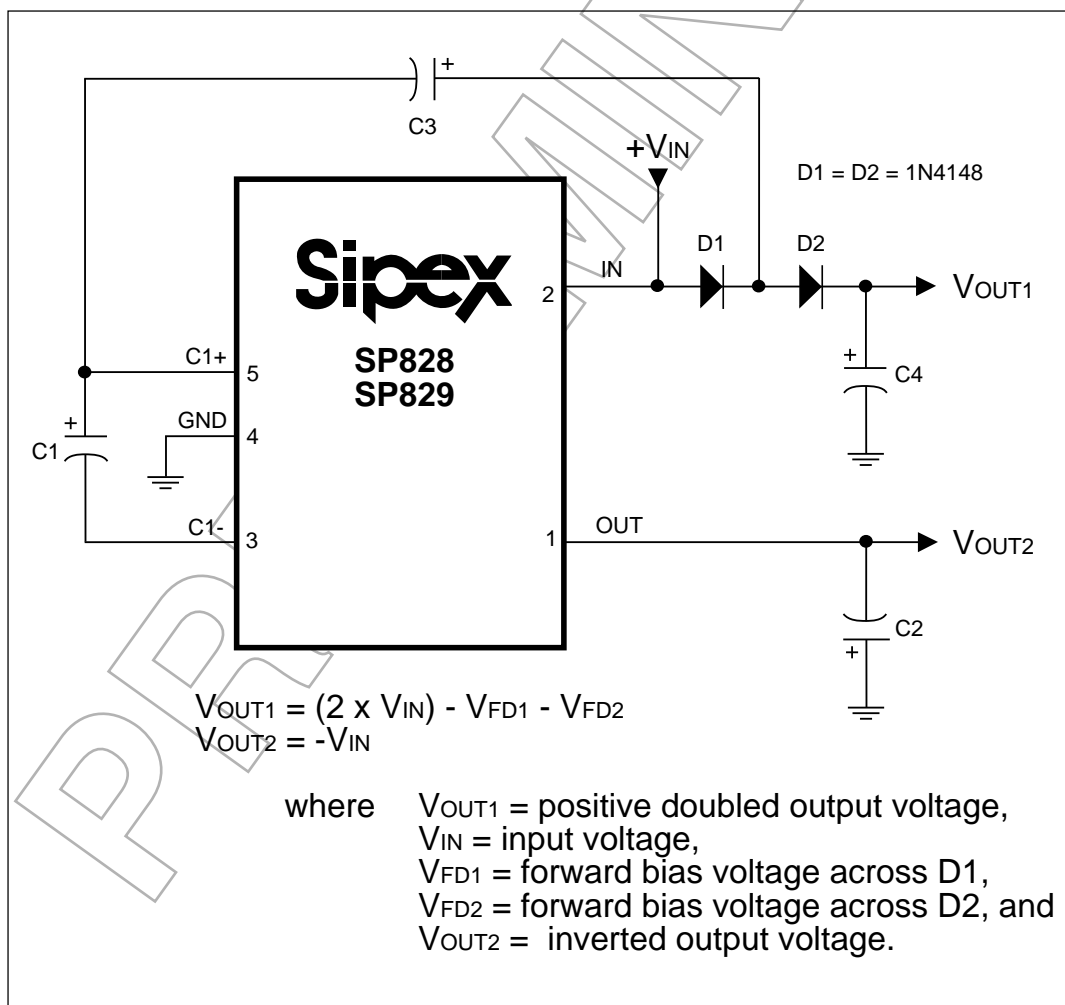 +
C3
+VIN
D1 = D2 = 1N4148
Sipex
SP828
SP829
IN
2
D1
D2
VOUT1
C1+
5
+
C4
GND
4
+
C1
C1-
3
OUT
1
VOUT2
C2
+
VOUT1 = (2 x VIN) - VFD1 - VFD2
VOUT2 = -VIN
where VOUT1 = positive doubled output voltage,
VIN = input voltage,
VFD1 = forward bias voltage across D1,
VFD2 = forward bias voltage across D2, and
VOUT2 = inverted output voltage.